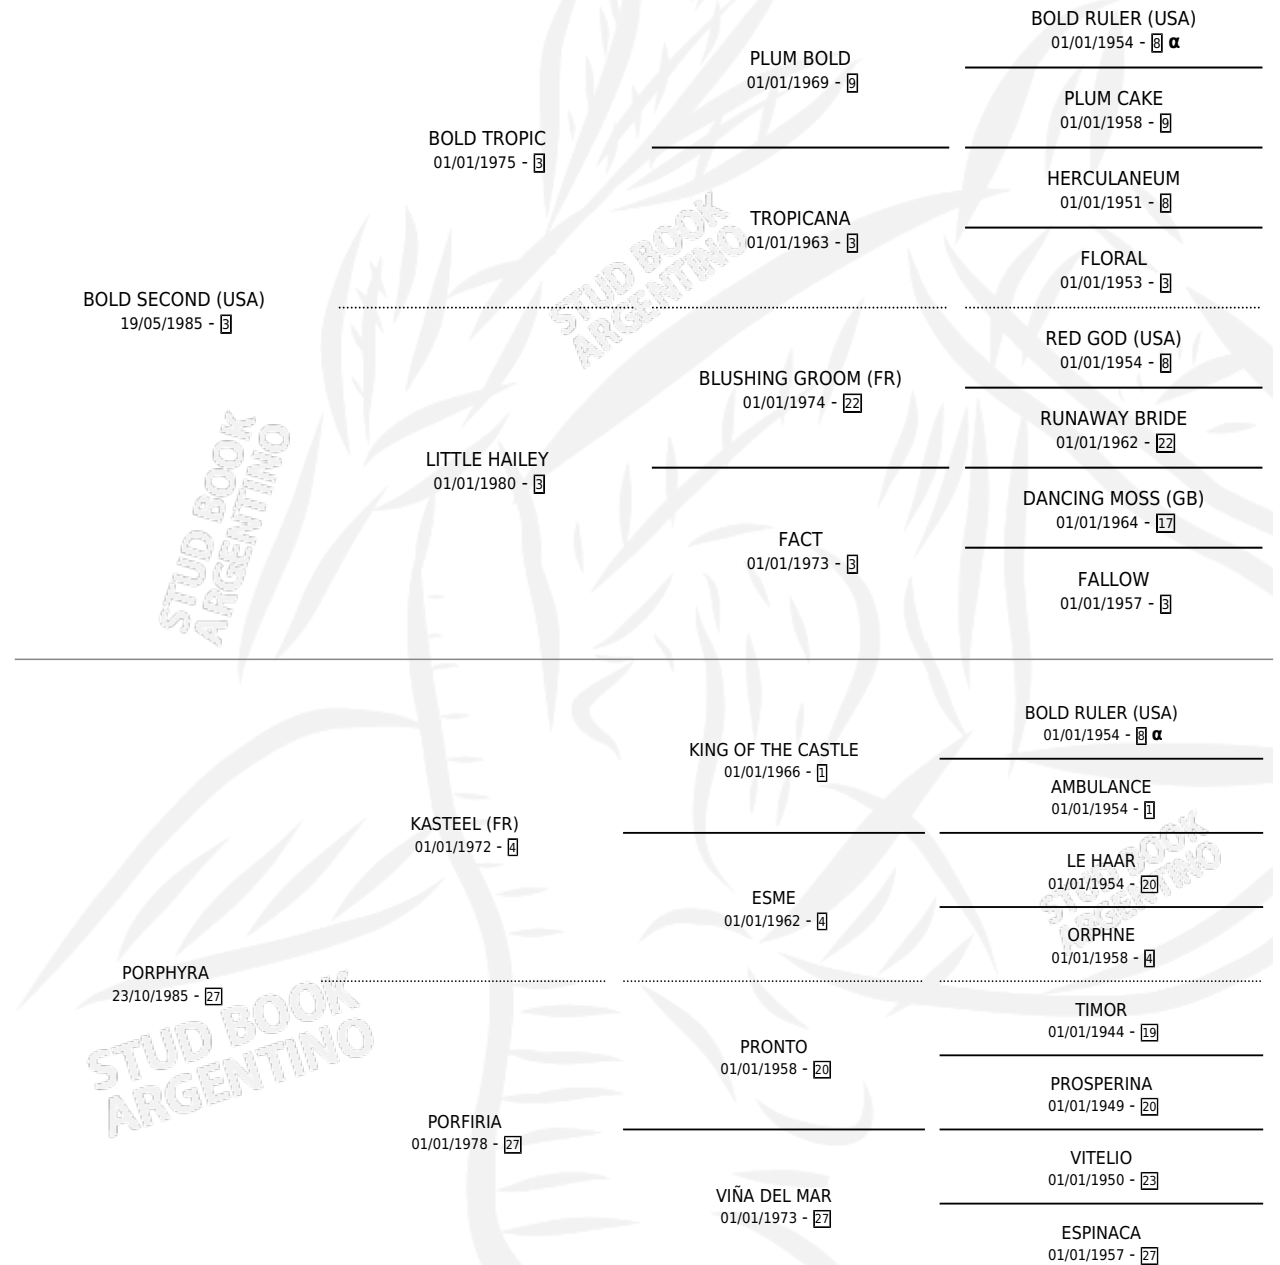 BOLD SECOND (USA)
19/05/1985 - 3
BOLD TROPIC
01/01/1975 - 3
PLUM BOLD
01/01/1969 - 9
BOLD RULER (USA)
01/01/1954 - 8 α
PLUM CAKE
01/01/1958 - 9
TROPICANA
01/01/1963 - 3
HERCULANEUM
01/01/1951 - 8
FLORAL
01/01/1953 - 3
LITTLE HAILEY
01/01/1980 - 3
BLUSHING GROOM (FR)
01/01/1974 - 22
RED GOD (USA)
01/01/1954 - 8
RUNAWAY BRIDE
01/01/1962 - 22
FACT
01/01/1973 - 3
DANCING MOSS (GB)
01/01/1964 - 17
FALLOW
01/01/1957 - 3
PORPHYRA
23/10/1985 - 27
KASTEEL (FR)
01/01/1972 - 4
KING OF THE CASTLE
01/01/1966 - 1
BOLD RULER (USA)
01/01/1954 - 8 α
AMBULANCE
01/01/1954 - 1
ESME
01/01/1962 - 4
LE HAAR
01/01/1954 - 20
ORPHNE
01/01/1958 - 4
PORFIRIA
01/01/1978 - 27
PRONTO
01/01/1958 - 20
TIMOR
01/01/1944 - 19
PROSPERINA
01/01/1949 - 20
VIÑA DEL MAR
01/01/1973 - 27
VITELIO
01/01/1950 - 23
ESPINACA
01/01/1957 - 27
STUD BOOK
ARGENTINO
STUD BOOK
ARGENTINO
STUD BOOK
ARGENTINO
STUD BOOK
ARGENTINO